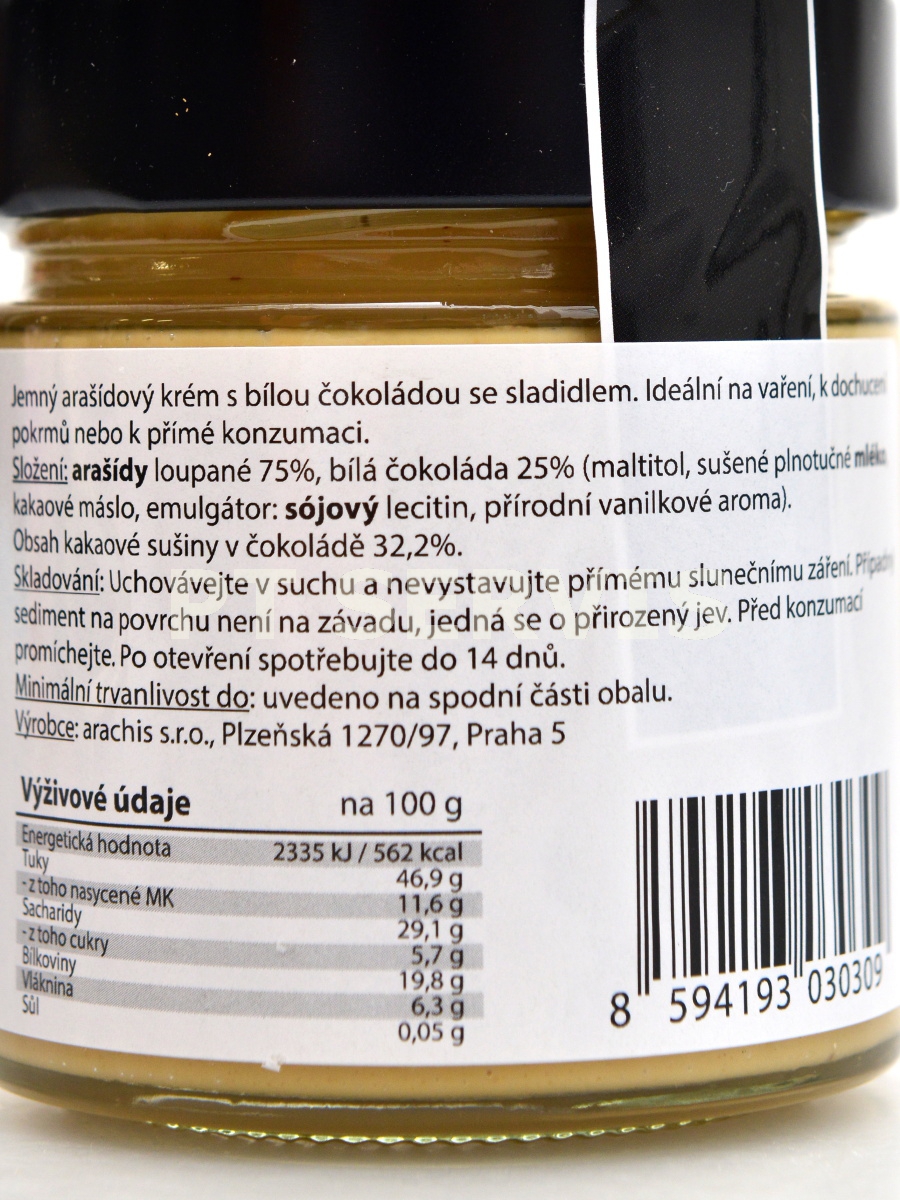 Jemný arašídový krém s bílou čokoládou se sladidlem. Ideální na vaření, k dochucení
pokrmů nebo k přímé konzumaci.
Složení: arašídy loupané 75%, bílá čokoláda 25% (maltitol, sušené plnotučné mléko,
kakaové máslo, emulgátor: sójový lecitin, přírodní vanilkové aroma).
Obsah kakaové sušiny v čokoládě 32,2%.
Skladování: Uchovávejte v suchu a nevystavujte přímému slunečnímu záření. Případný
sediment na povrchu není na závadu, jedná se o přirozený jev. Před konzumací
promíchejte. Po otevření spotřebujte do 14 dnů.
Minimální trvanlivost do: uvedeno na spodní části obalu.
Výrobce: arachis s.r.o., Plzeňská 1270/97, Praha 5
PT SERVIS
Výživové údaje na 100 g
Energetická hodnota 2335 kJ / 562 kcal
Tuky 46,9 g
- z toho nasycené MK 11,6 g
Sacharidy 29,1 g
- z toho cukry 5,7 g
Bílkoviny 19,8 g
Vláknina 6,3 g
Sůl 0,05 g
8 594193 030309